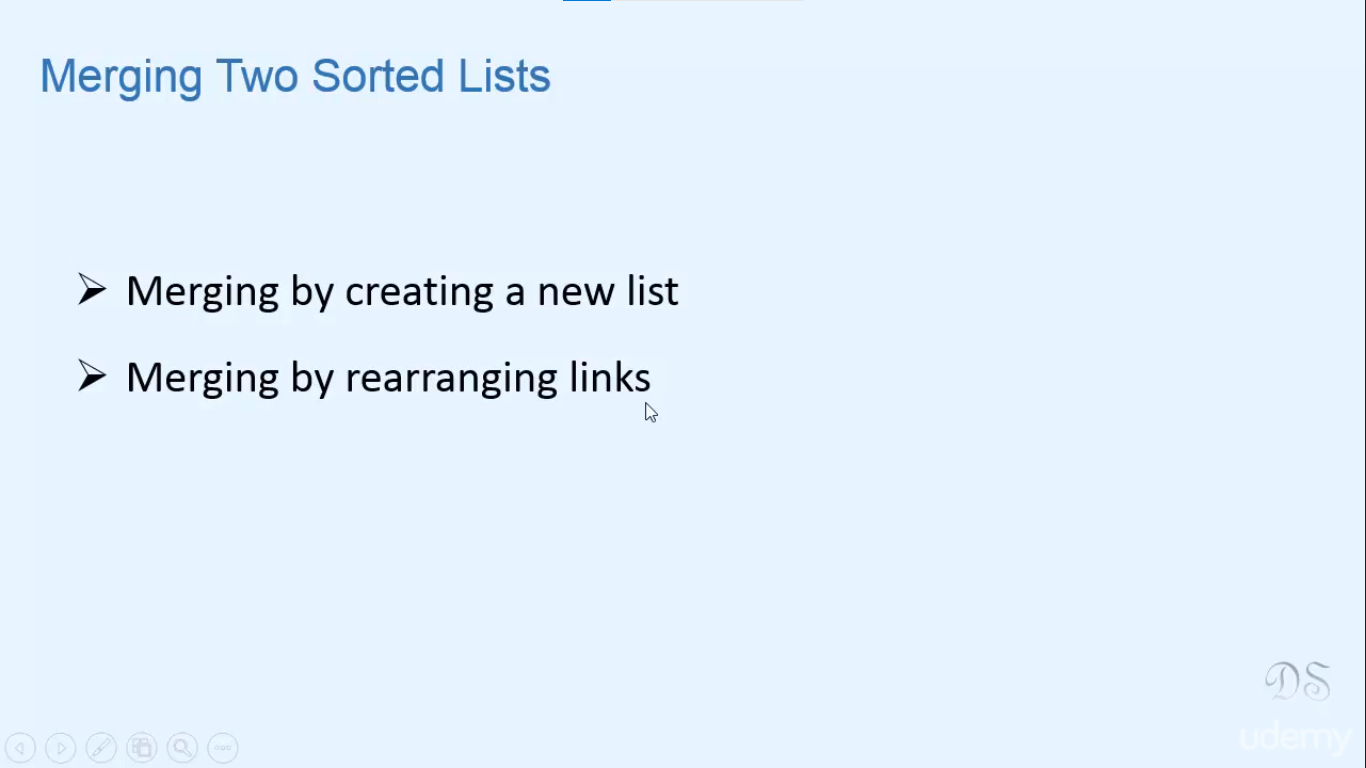 Merging Two Sorted Lists
Merging by creating a new list
Merging by rearranging links
DS
udemy